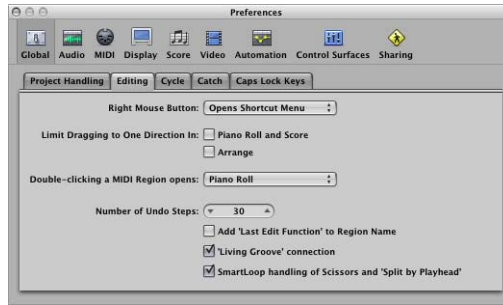 Preferences
Global Audio MIDI Display Score Video Automation Control Surfaces Sharing
Project Handling Editing Cycle Catch Caps Lock Keys
Right Mouse Button: Opens Shortcut Menu
Limit Dragging to One Direction In: Piano Roll and Score
Arrange
Double-clicking a MIDI Region opens: Piano Roll
Number of Undo Steps: 30
Add 'Last Edit Function' to Region Name
'Living Groove' connection
SmartLoop handling of Scissors and 'Split by Playhead'